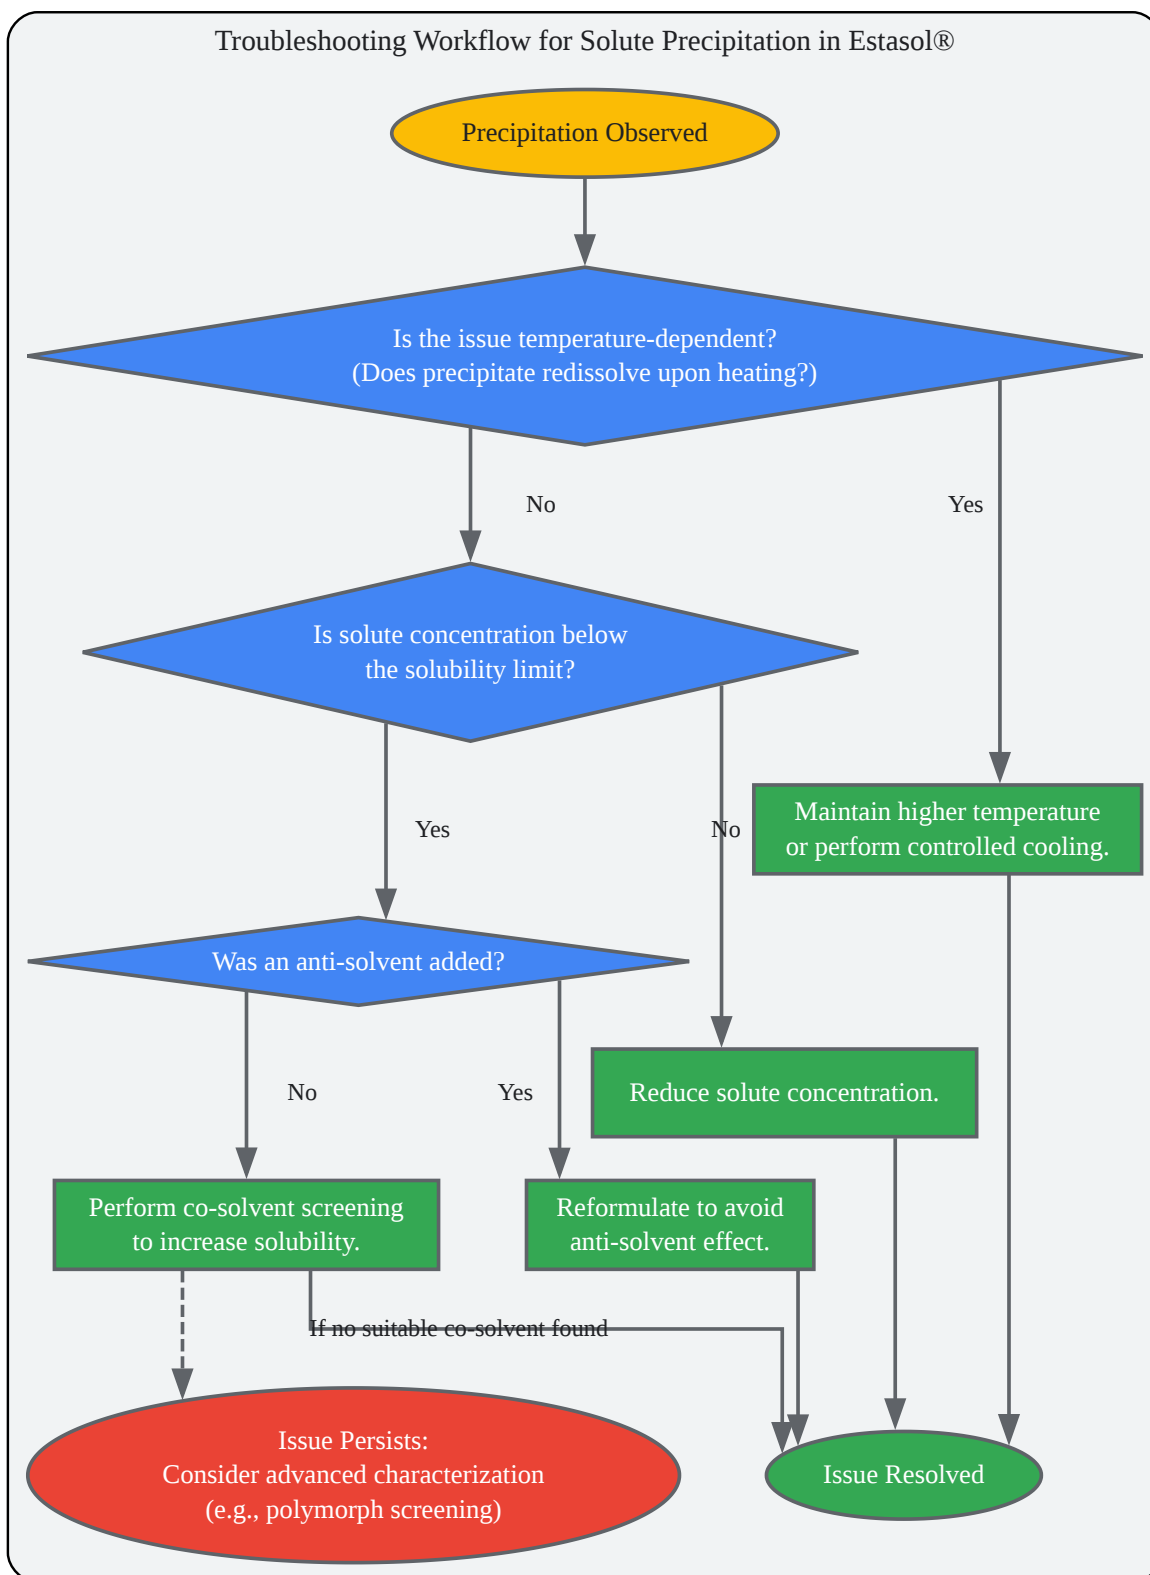 Troubleshooting Workflow for Solute Precipitation in Estasol®
Precipitation Observed
Is the issue temperature-dependent?
(Does precipitate redissolve upon heating?)
No
Yes
Is solute concentration below
the solubility limit?
Maintain higher temperature
or perform controlled cooling.
Yes
No
Was an anti-solvent added?
No
Yes
Reduce solute concentration.
Perform co-solvent screening
to increase solubility.
Reformulate to avoid
anti-solvent effect.
If no suitable co-solvent found
Issue Persists:
Consider advanced characterization
(e.g., polymorph screening)
Issue Resolved